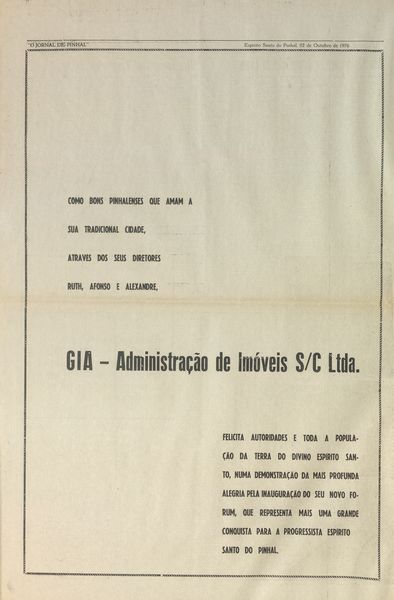 "O JORNAL DE PINHAL"
Espírito Santo do Pinhal, 02 de Outubro de 1976
COMO BONS PINHALENSES QUE AMAM A
SUA TRADICIONAL CIDADE,
ATRAVES DOS SEUS DIRETORES
RUTH, AFONSO E ALEXANDRE,
GIA – Administração de Imóveis S/C Ltda.
FELICITA AUTORIDADES E TODA A POPULA-
ÇÃO DA TERRA DO DIVINO ESPIRITO SAN-
TO, NUMA DEMONSTRAÇÃO DA MAIS PROFUNDA
ALEGRIA PELA INAUGURAÇÃO DO SEU NOVO FO-
RUM, QUE REPRESENTA MAIS UMA GRANDE
CONQUISTA PARA A PROGRESSISTA ESPÍRITO
SANTO DO PINHAL.